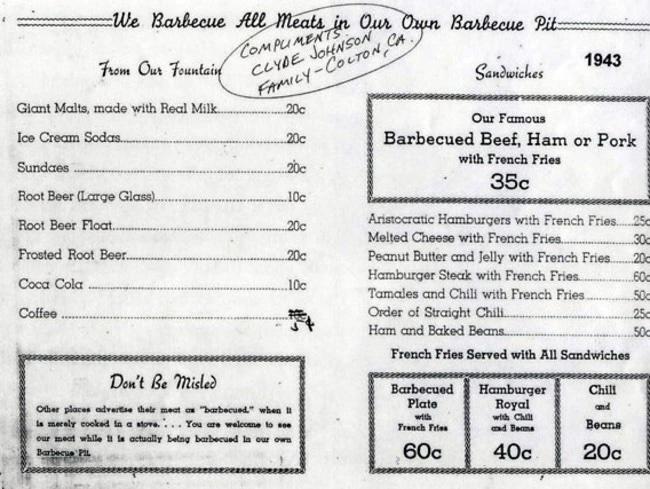 We Barbecue All Meats in Our Own Barbecue Pit
COMPLIMENTS.
CLYDE JOHNSON
FAMILY-COLTON, CA.
1943
From Our Fountain
Giant Malts, made with Real Milk 20c
Ice Cream Sodas 20c
Sundaes 20c
Root Beer (Large Glass) 10c
Root Beer Float 20c
Frosted Root Beer 20c
Coca Cola 10c
Coffee
Don't Be Misled
Other places advertise their meat as "barbecued," when it
is merely cooked in a stove. . . . You are welcome to see
our meat while it is actually being barbecued in our own
Barbecue Pit.
Sandwiches
Our Famous
Barbecued Beef, Ham or Pork
with French Fries
35c
Aristocratic Hamburgers with French Fries 25c
Melted Cheese with French Fries 30c
Peanut Butter and Jelly with French Fries 20c
Hamburger Steak with French Fries 60c
Tamales and Chili with French Fries 50c
Order of Straight Chili 25c
Ham and Baked Beans 50c
French Fries Served with All Sandwiches
Barbecued
Plate
with
French Fries
60c
Hamburger
Royal
with Chili
and Beans
40c
Chili
and
Beans
20c